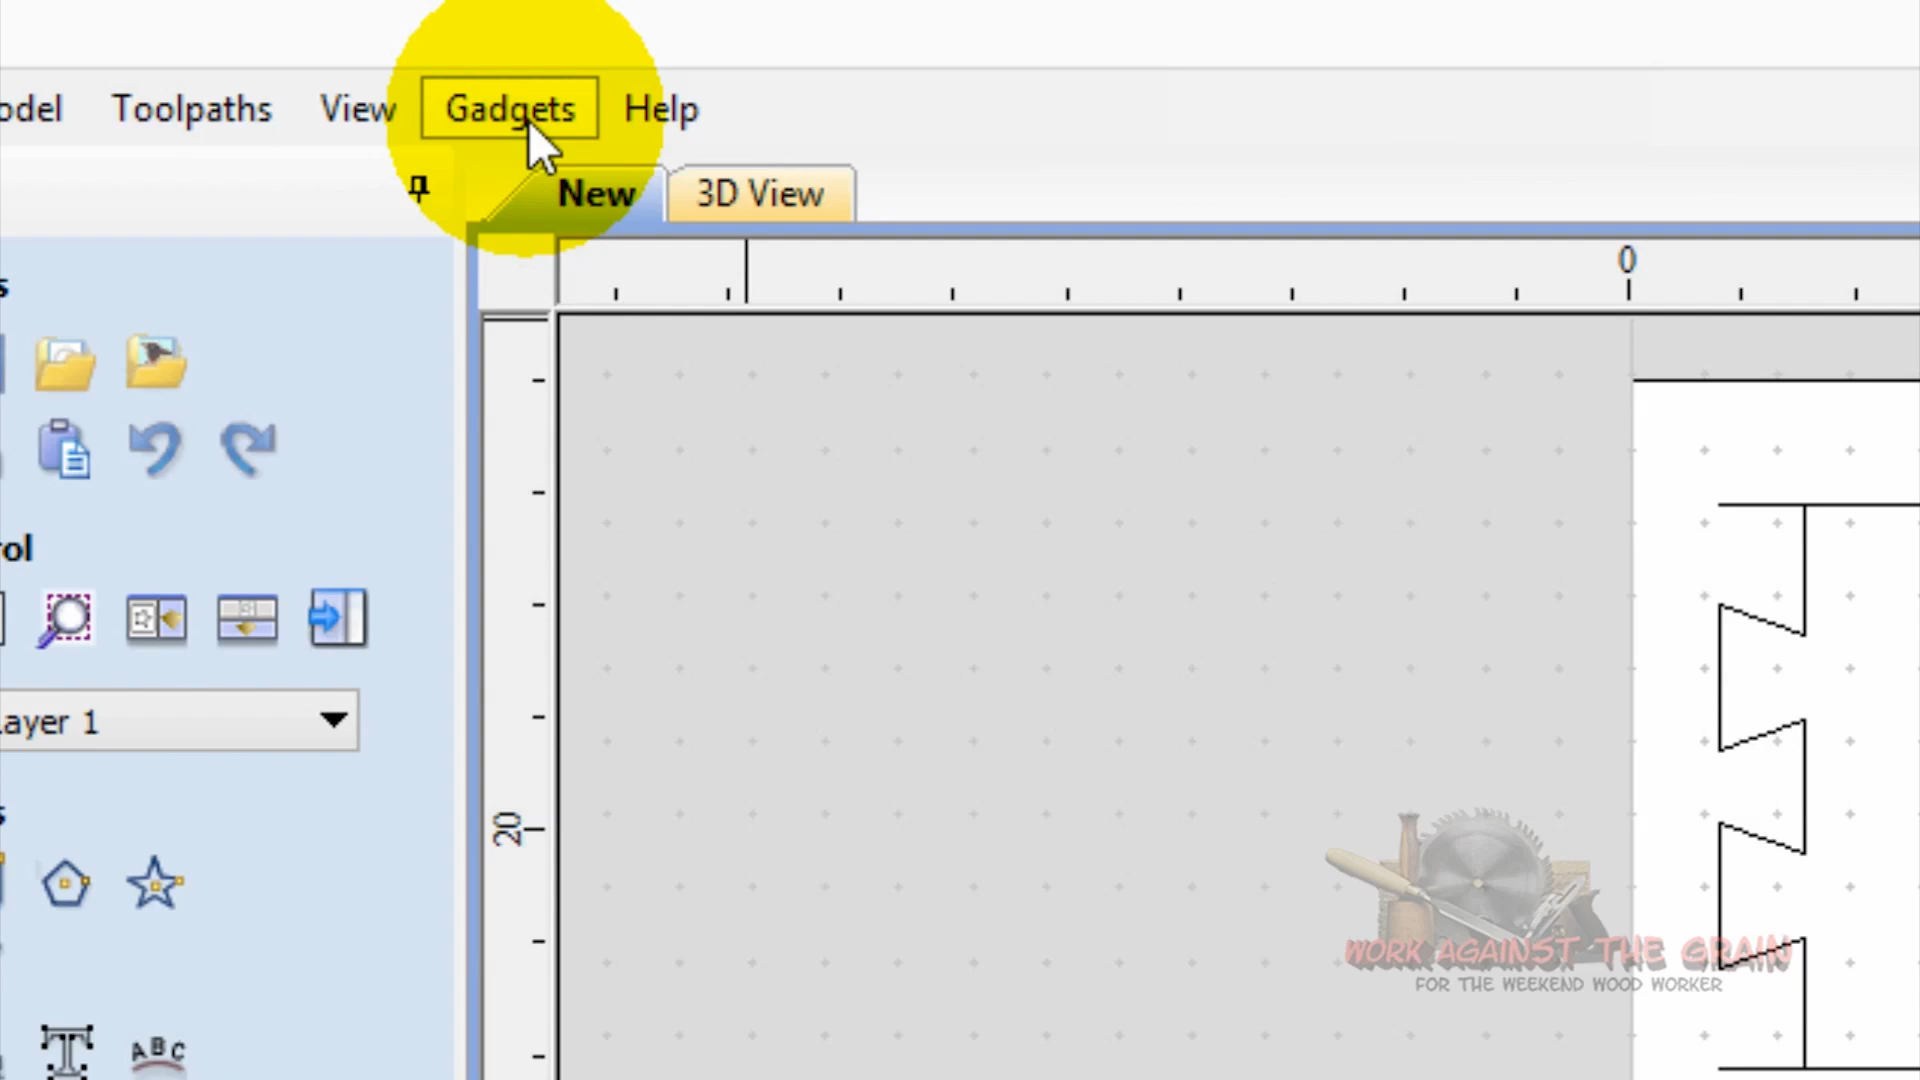 odel Toolpaths View Gadgets Help
New 3D View
0
s
rol
ayer 1
s
20
T
ABC
WORK AGAINST THE GRAIN
FOR THE WEEKEND WOOD WORKER